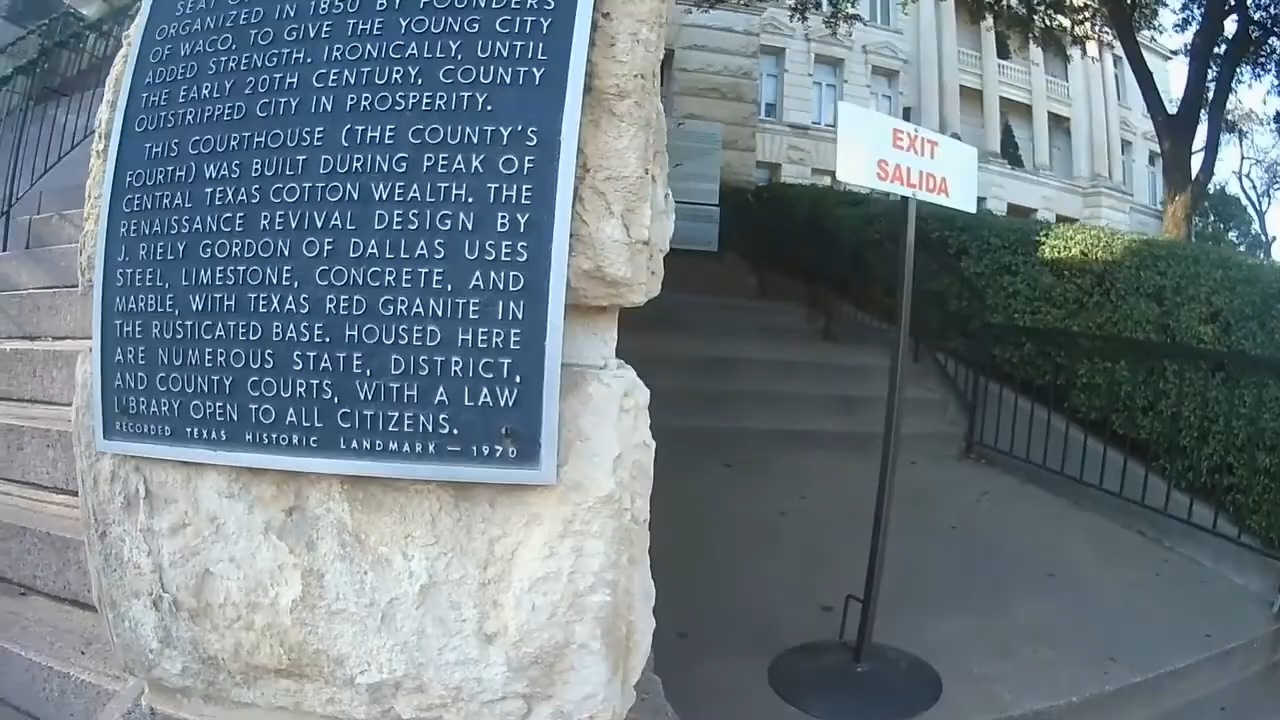 SEAT OF
ORGANIZED IN 1850 BY FOUNDERS
OF WACO, TO GIVE THE YOUNG CITY
ADDED STRENGTH. IRONICALLY, UNTIL
THE EARLY 20TH CENTURY, COUNTY
OUTSTRIPPED CITY IN PROSPERITY.
THIS COURTHOUSE (THE COUNTY'S
FOURTH) WAS BUILT DURING PEAK OF
CENTRAL TEXAS COTTON WEALTH. THE
RENAISSANCE REVIVAL DESIGN BY
J. RIELY GORDON OF DALLAS USES
STEEL, LIMESTONE, CONCRETE, AND
MARBLE, WITH TEXAS RED GRANITE IN
THE RUSTICATED BASE. HOUSED HERE
ARE NUMEROUS STATE, DISTRICT,
AND COUNTY COURTS, WITH A LAW
LIBRARY OPEN TO ALL CITIZENS.
RECORDED TEXAS HISTORIC LANDMARK — 1970
EXIT
SALIDA